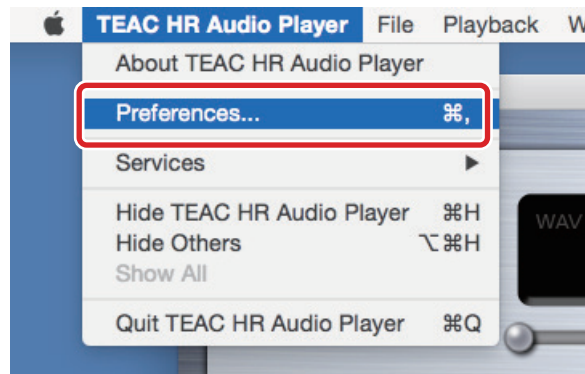 TEAC HR Audio Player File Playback W
About TEAC HR Audio Player
Preferences... ⌘,
Services ▶
Hide TEAC HR Audio Player ⌘H
Hide Others ⌥⌘H
Show All
Quit TEAC HR Audio Player ⌘Q
WAV